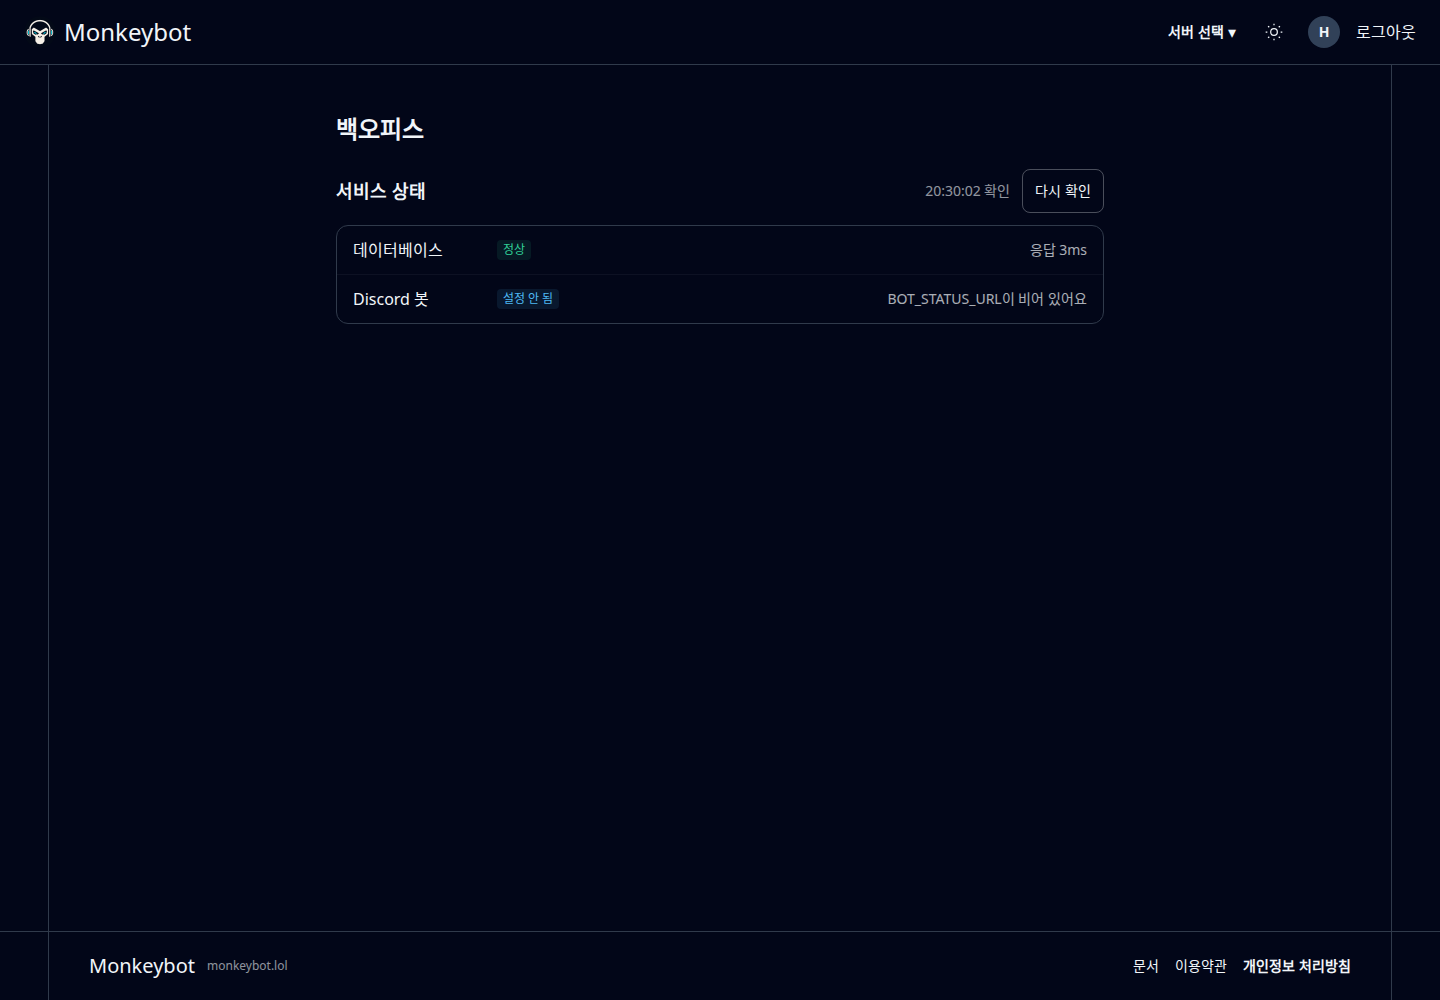 Monkeybot
서버 선택 ▾
H
로그아웃
백오피스
서비스 상태
20:30:02 확인
다시 확인
데이터베이스
정상
응답 3ms
Discord 봇
설정 안 됨
BOT_STATUS_URL이 비어 있어요
Monkeybot
monkeybot.lol
문서
이용약관
개인정보 처리방침